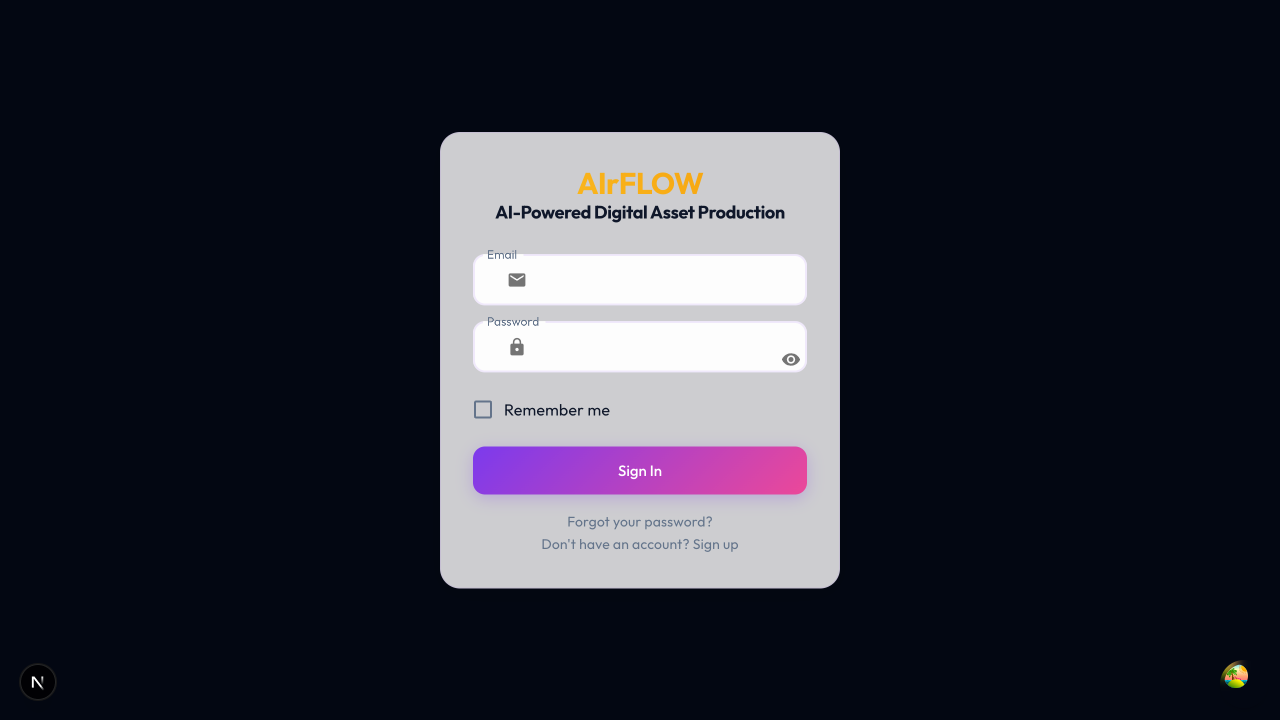 AIrFLOW
AI-Powered Digital Asset Production
Email
Password
Remember me
Sign In
Forgot your password?
Don't have an account? Sign up
N